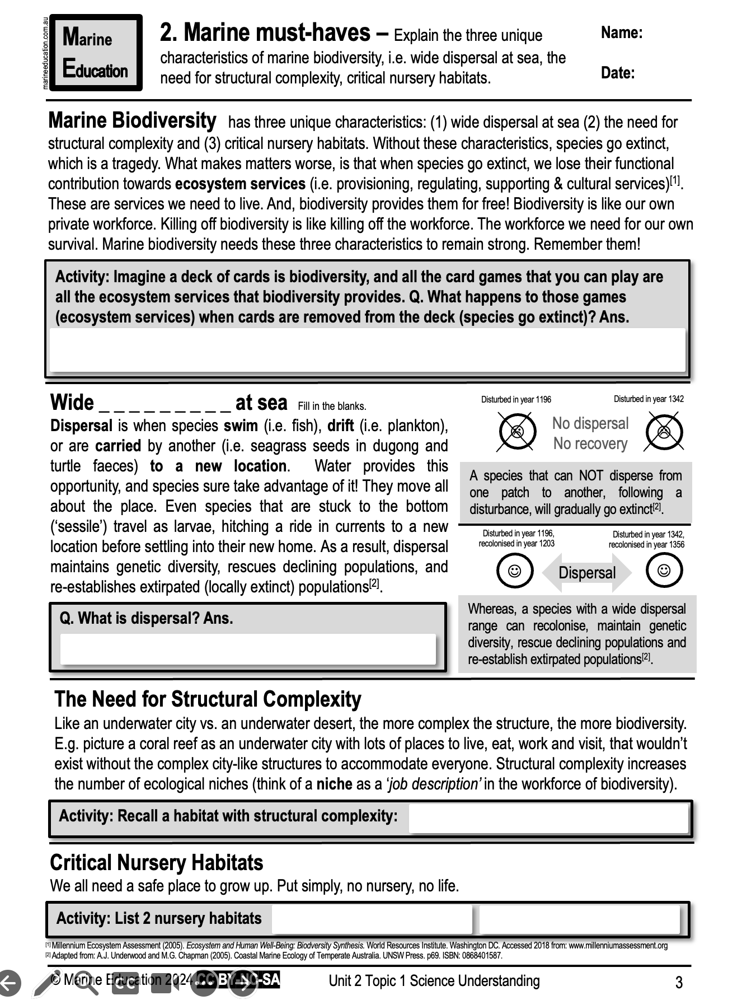 marineeducation.com.au
Marine
Education
2. Marine must-haves – Explain the three unique
characteristics of marine biodiversity, i.e. wide dispersal at sea, the
need for structural complexity, critical nursery habitats.
Name:
Date:
Marine Biodiversity has three unique characteristics: (1) wide dispersal at sea (2) the need for
structural complexity and (3) critical nursery habitats. Without these characteristics, species go extinct,
which is a tragedy. What makes matters worse, is that when species go extinct, we lose their functional
contribution towards ecosystem services (i.e. provisioning, regulating, supporting & cultural services)[1].
These are services we need to live. And, biodiversity provides them for free! Biodiversity is like our own
private workforce. Killing off biodiversity is like killing off the workforce. The workforce we need for our own
survival. Marine biodiversity needs these three characteristics to remain strong. Remember them!
Activity: Imagine a deck of cards is biodiversity, and all the card games that you can play are
all the ecosystem services that biodiversity provides. Q. What happens to those games
(ecosystem services) when cards are removed from the deck (species go extinct)? Ans.
Wide _ _ _ _ _ _ _ _ _ at sea Fill in the blanks.
Dispersal is when species swim (i.e. fish), drift (i.e. plankton),
or are carried by another (i.e. seagrass seeds in dugong and
turtle faeces) to a new location. Water provides this
opportunity, and species sure take advantage of it! They move all
about the place. Even species that are stuck to the bottom
(‘sessile’) travel as larvae, hitching a ride in currents to a new
location before settling into their new home. As a result, dispersal
maintains genetic diversity, rescues declining populations, and
re-establishes extirpated (locally extinct) populations[2].
Q. What is dispersal? Ans.
Disturbed in year 1196
Disturbed in year 1342
No dispersal
No recovery
A species that can NOT disperse from
one patch to another, following a
disturbance, will gradually go extinct[2].
Disturbed in year 1196,
recolonised in year 1203
Disturbed in year 1342,
recolonised in year 1356
Dispersal
Whereas, a species with a wide dispersal
range can recolonise, maintain genetic
diversity, rescue declining populations and
re-establish extirpated populations[2].
The Need for Structural Complexity
Like an underwater city vs. an underwater desert, the more complex the structure, the more biodiversity.
E.g. picture a coral reef as an underwater city with lots of places to live, eat, work and visit, that wouldn’t
exist without the complex city-like structures to accommodate everyone. Structural complexity increases
the number of ecological niches (think of a niche as a ‘job description’ in the workforce of biodiversity).
Activity: Recall a habitat with structural complexity:
Critical Nursery Habitats
We all need a safe place to grow up. Put simply, no nursery, no life.
Activity: List 2 nursery habitats
[1] Millennium Ecosystem Assessment (2005). Ecosystem and Human Well-Being: Biodiversity Synthesis. World Resources Institute. Washington DC. Accessed 2018 from: www.millenniumassessment.org
[2] Adapted from: A.J. Underwood and M.G. Chapman (2005). Coastal Marine Ecology of Temperate Australia. UNSW Press. p69. ISBN: 0868401587.
© Marine Education 2024 CC BY-NC-SA
Unit 2 Topic 1 Science Understanding
3